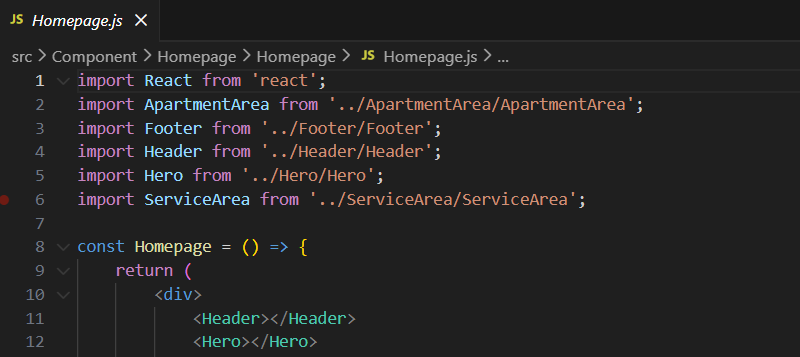 JS Homepage.js ×
src > Component > Homepage > Homepage > JS Homepage.js > ...
1 import React from 'react';
2 import ApartmentArea from '../ApartmentArea/ApartmentArea';
3 import Footer from '../Footer/Footer';
4 import Header from '../Header/Header';
5 import Hero from '../Hero/Hero';
6 import ServiceArea from '../ServiceArea/ServiceArea';
7
8 const Homepage = () => {
9 return (
10 <div>
11 <Header></Header>
12 <Hero></Hero>